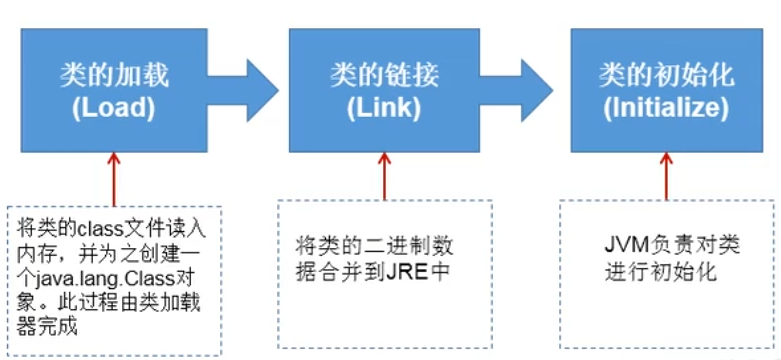 类的加载
(Load)
类的链接
(Link)
类的初始化
(Initialize)
将类的class文件读入
内存，并为之创建一
个java.lang.Class对
象。此过程由类加载
器完成
将类的二进制数
据合并到JRE中
JVM负责对类
进行初始化